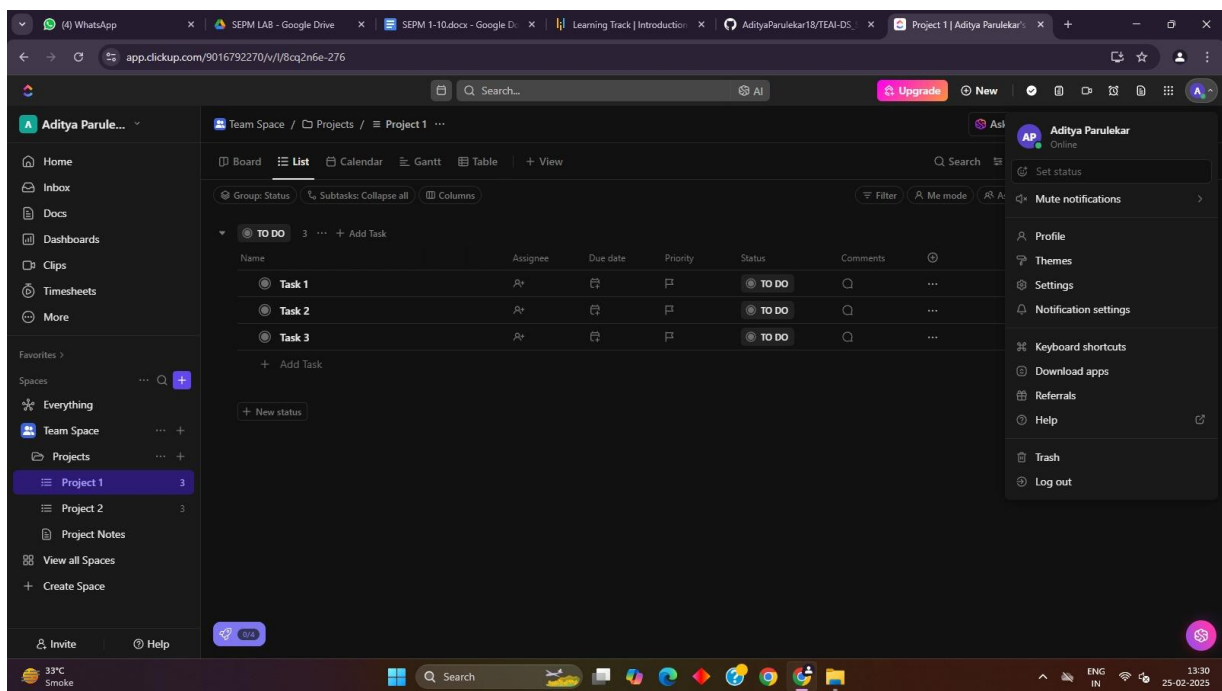 (4) WhatsApp
SEPM LAB - Google Drive
SEPM 1-10.docx - Google Do
Learning Track | Introduction
AdityaParulekar18/TEAI-DS_S
Project 1 | Aditya Parulekar's
app.clickup.com/9016792270/v/l/8cq2n6e-276
Search...
AI
Upgrade
New
A
A Aditya Parule...
Team Space / Projects / Project 1 ...
Ask
Home
Inbox
Docs
Dashboards
Clips
Timesheets
More
Board List Calendar Gantt Table + View
Search
Group: Status Subtasks: Collapse all Columns
Filter Me mode
TO DO 3 ... + Add Task
Name Assignee Due date Priority Status Comments
Task 1 TO DO ...
Task 2 TO DO ...
Task 3 TO DO ...
+ Add Task
+ New status
Favorites >
Spaces ... +
Everything
Team Space ... +
Projects ... +
Project 1 3
Project 2 3
Project Notes
View all Spaces
+ Create Space
Invite Help
0/4
AP Aditya Parulekar
Online
Set status
Mute notifications >
Profile
Themes
Settings
Notification settings
Keyboard shortcuts
Download apps
Referrals
Help
Trash
Log out
33°C
Smoke
Search
ENG
IN
13:30
25-02-2025